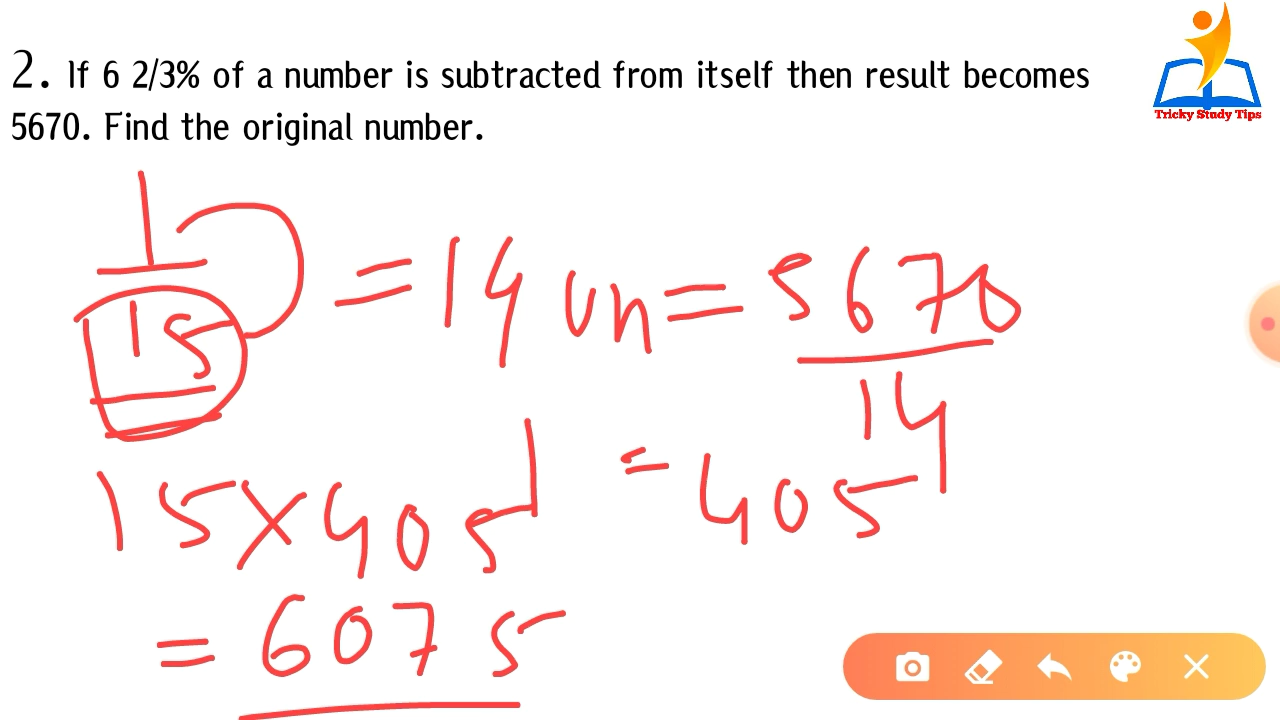 2. If 6 2/3% of a number is subtracted from itself then result becomes
5670. Find the original number.
Tricky Study Tips
1/15 = 14 un = 5670/14
= 405
15 × 405
= 6075